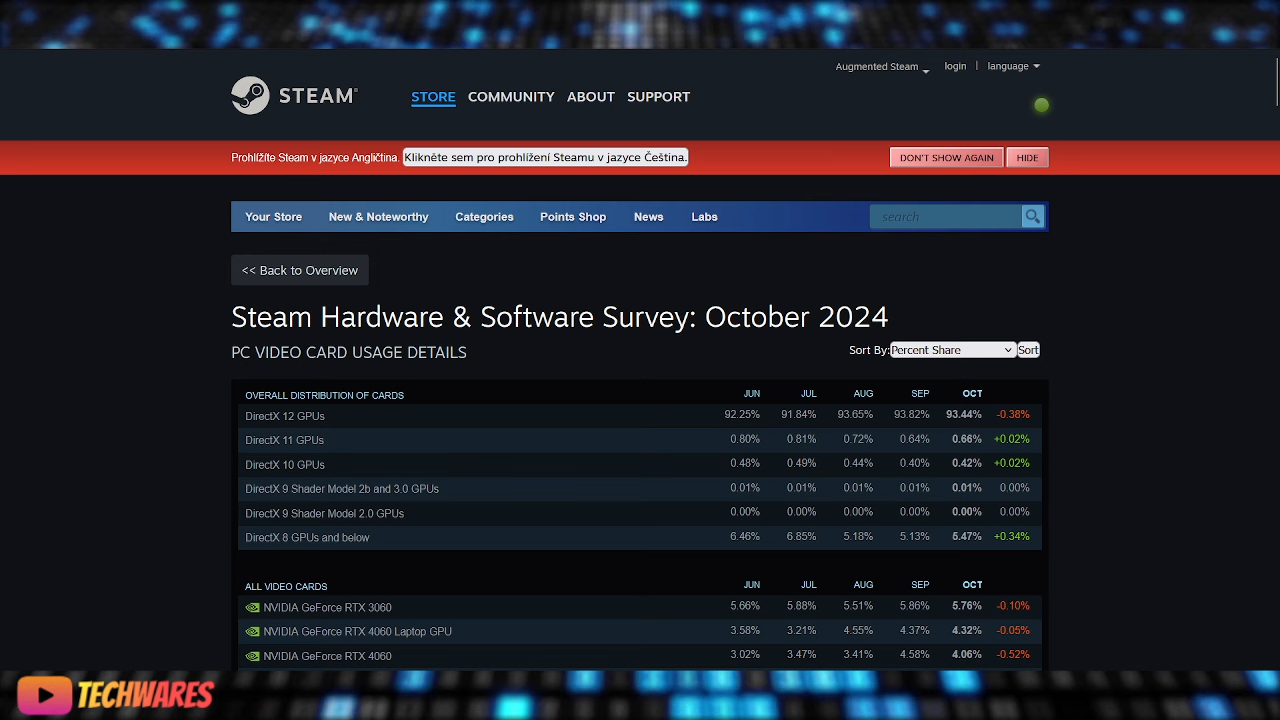 Augmented Steam login | language
STEAM®
STORE COMMUNITY ABOUT SUPPORT
Prohlížíte Steam v jazyce Angličtina. Klikněte sem pro prohlížení Steamu v jazyce Čeština. DON'T SHOW AGAIN HIDE
Your Store New & Noteworthy Categories Points Shop News Labs search
<< Back to Overview
Steam Hardware & Software Survey: October 2024
PC VIDEO CARD USAGE DETAILS Sort By: Percent Share Sort
OVERALL DISTRIBUTION OF CARDS JUN JUL AUG SEP OCT
DirectX 12 GPUs 92.25% 91.84% 93.65% 93.82% 93.44% -0.38%
DirectX 11 GPUs 0.80% 0.81% 0.72% 0.64% 0.66% +0.02%
DirectX 10 GPUs 0.48% 0.49% 0.44% 0.40% 0.42% +0.02%
DirectX 9 Shader Model 2b and 3.0 GPUs 0.01% 0.01% 0.01% 0.01% 0.01% 0.00%
DirectX 9 Shader Model 2.0 GPUs 0.00% 0.00% 0.00% 0.00% 0.00% 0.00%
DirectX 8 GPUs and below 6.46% 6.85% 5.18% 5.13% 5.47% +0.34%
ALL VIDEO CARDS JUN JUL AUG SEP OCT
NVIDIA GeForce RTX 3060 5.66% 5.88% 5.51% 5.86% 5.76% -0.10%
NVIDIA GeForce RTX 4060 Laptop GPU 3.58% 3.21% 4.55% 4.37% 4.32% -0.05%
NVIDIA GeForce RTX 4060 3.02% 3.47% 3.41% 4.58% 4.06% -0.52%
TECHWARES